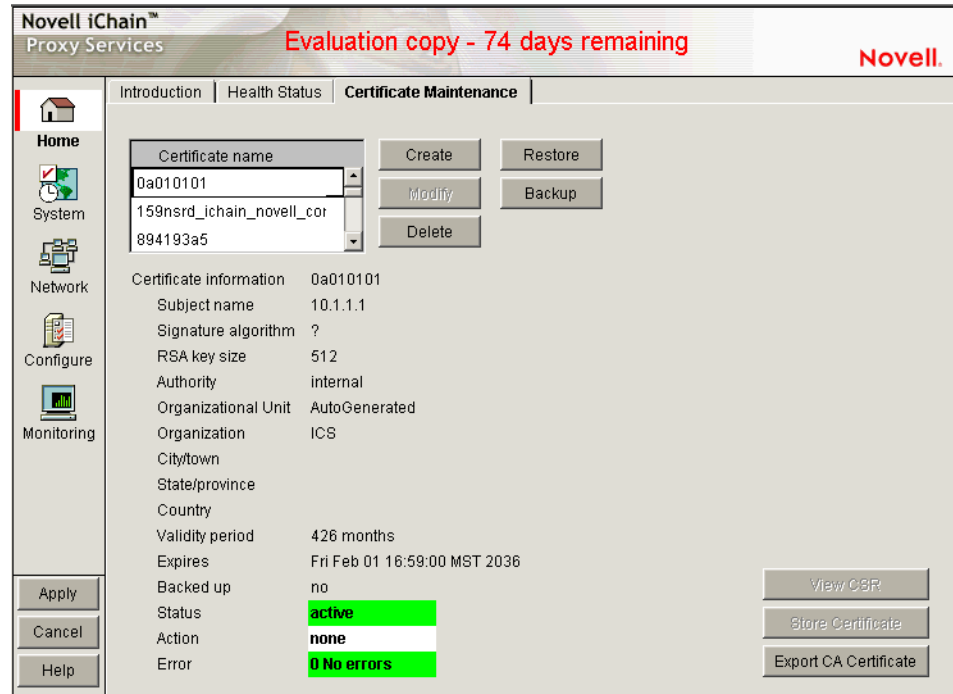 Novell iChain™
Proxy Services
Evaluation copy - 74 days remaining
Novell.
Introduction
Health Status
Certificate Maintenance
Home
System
Network
Configure
Monitoring
Certificate name
0a010101
159nsrd_ichain_novell_cor
894193a5
Create
Restore
Modify
Backup
Delete
Certificate information 0a010101
Subject name 10.1.1.1
Signature algorithm ?
RSA key size 512
Authority internal
Organizational Unit AutoGenerated
Organization ICS
City/town
State/province
Country
Validity period 426 months
Expires Fri Feb 01 16:59:00 MST 2036
Backed up no
Status active
Action none
Error 0 No errors
Apply
Cancel
Help
View CSR
Store Certificate
Export CA Certificate